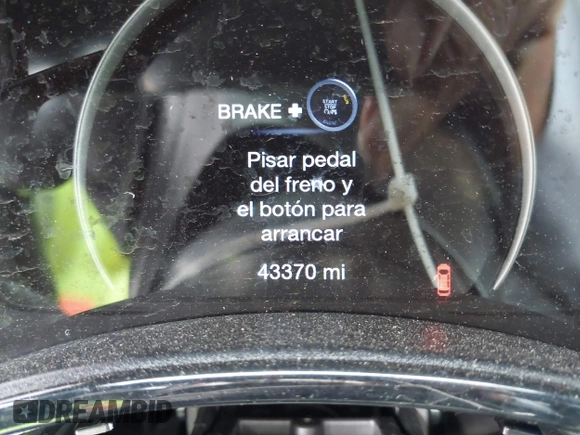 BRAKE +
START
STOP
Pisar pedal
del freno y
el botón para
arrancar
43370 mi
DREAMBID